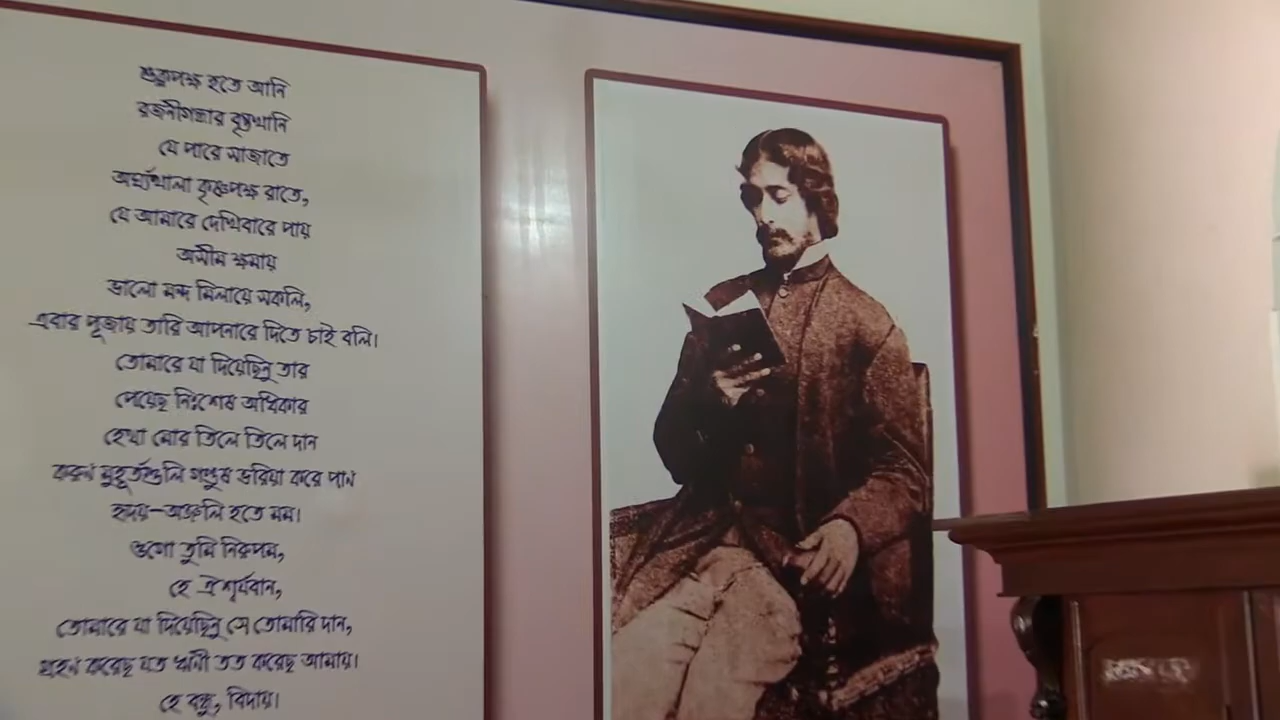 শুক্লপক্ষ হতে আনি
রজনীগন্ধার বৃন্তখানি
যে পারে সাজাতে
অর্ঘ্যথালা কৃষ্ণপক্ষ রাতে,
যে আমারে দেখিবারে পায়
অসীম ক্ষমায়
ভালো মন্দ মিলায়ে সকলি,
এবার পূজায় তারি আপনারে দিতে চাই বলি।
তোমারে যা দিয়েছিনু তার
পেয়েছ নিঃশেষ অধিকার
হেথা মোর তিলে তিলে দান
করুণ মুহূর্তগুলি গণ্ডুষ ভরিয়া করে পান
হৃদয়-অঞ্জলি হতে মম।
ওগো তুমি নিরুপম,
হে ঐশ্বর্যবান,
তোমারে যা দিয়েছিনু সে তোমারি দান,
গ্রহণ করেছ যত ঋণী তত করেছ আমায়।
হে বন্ধু, বিদায়।